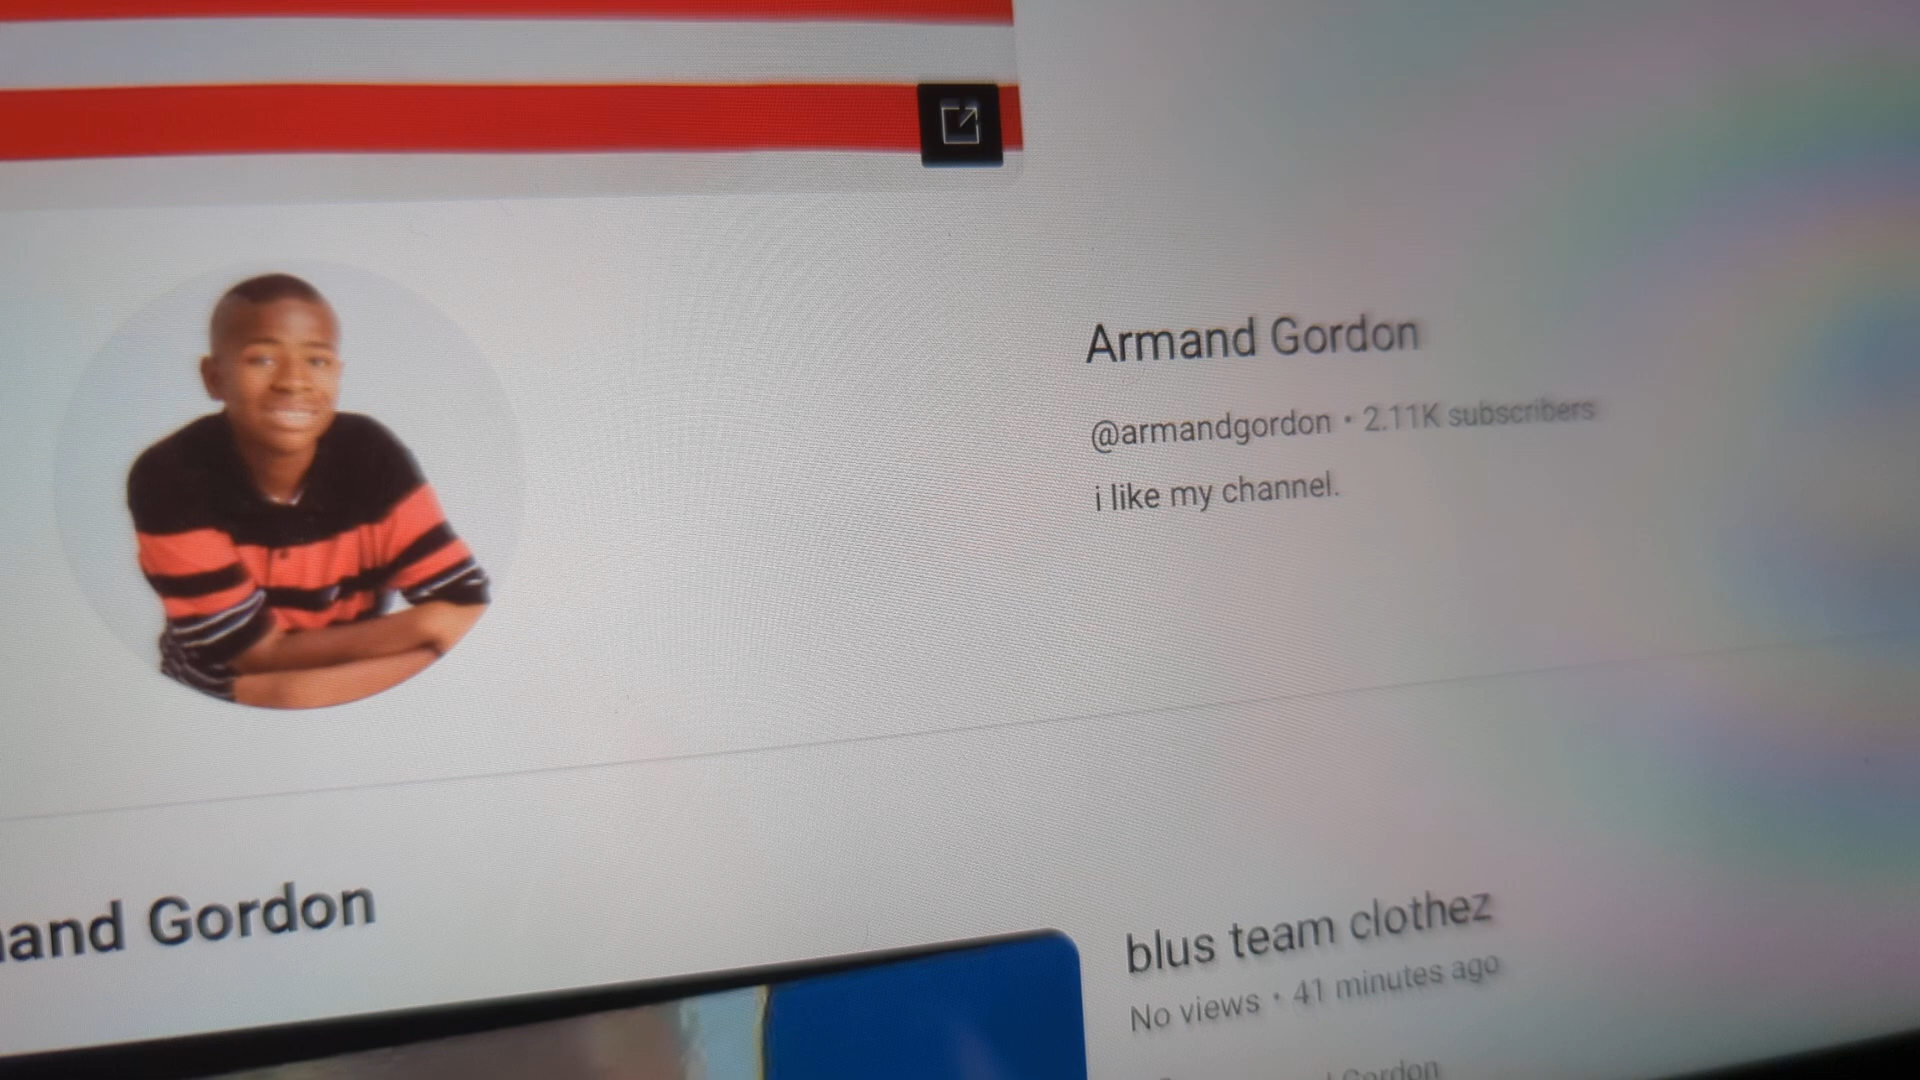 Armand Gordon
@armandgordon • 2.11K subscribers
i like my channel.
and Gordon
blus team clothez
No views • 41 minutes ago
Gordon